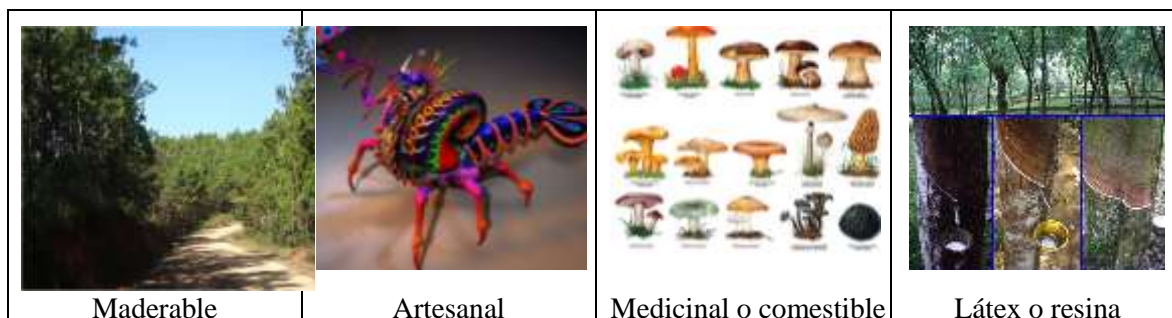 Maderable
Artesanal
Medicinal o comestible
Látex o resina